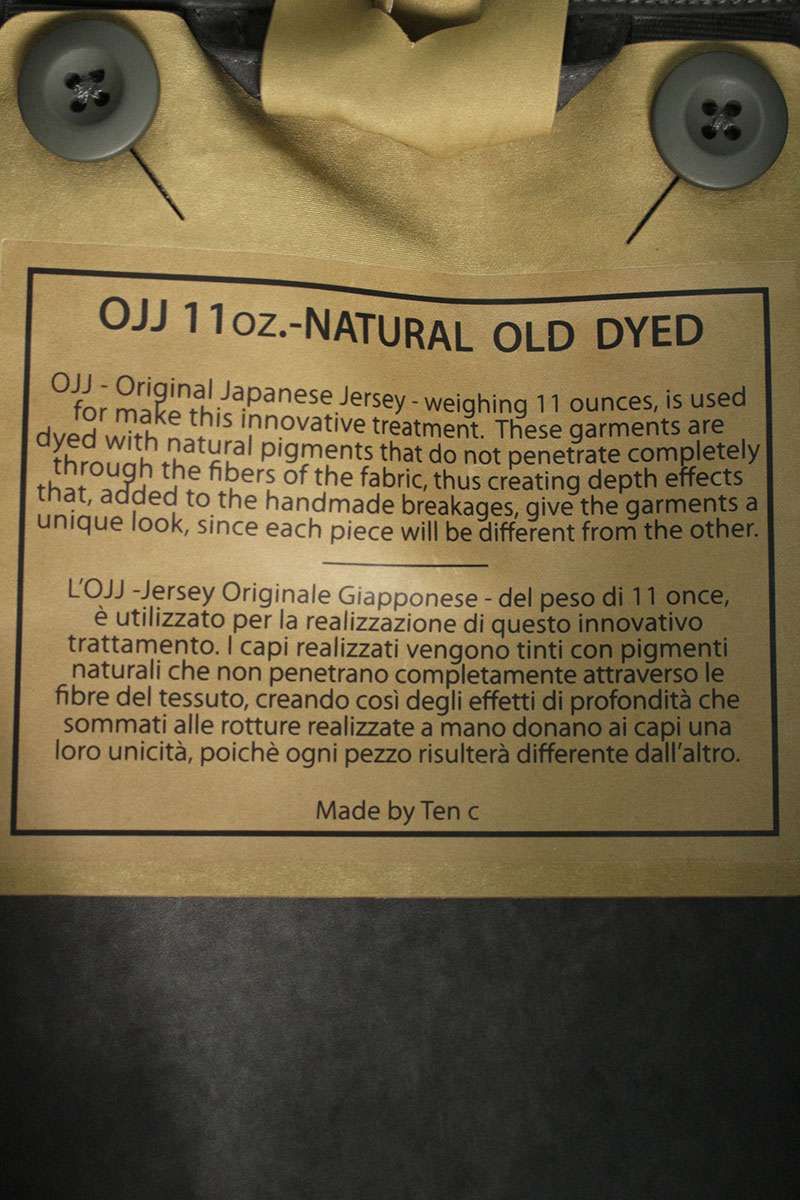 OJJ 11oz.-NATURAL OLD DYED
OJJ - Original Japanese Jersey - weighing 11 ounces, is used
for make this innovative treatment. These garments are
dyed with natural pigments that do not penetrate completely
through the fibers of the fabric, thus creating depth effects
that, added to the handmade breakages, give the garments a
unique look, since each piece will be different from the other.
L'OJJ -Jersey Originale Giapponese - del peso di 11 once,
è utilizzato per la realizzazione di questo innovativo
trattamento. I capi realizzati vengono tinti con pigmenti
naturali che non penetrano completamente attraverso le
fibre del tessuto, creando così degli effetti di profondità che
sommati alle rotture realizzate a mano donano ai capi una
loro unicità, poichè ogni pezzo risulterà differente dall'altro.
Made by Ten c